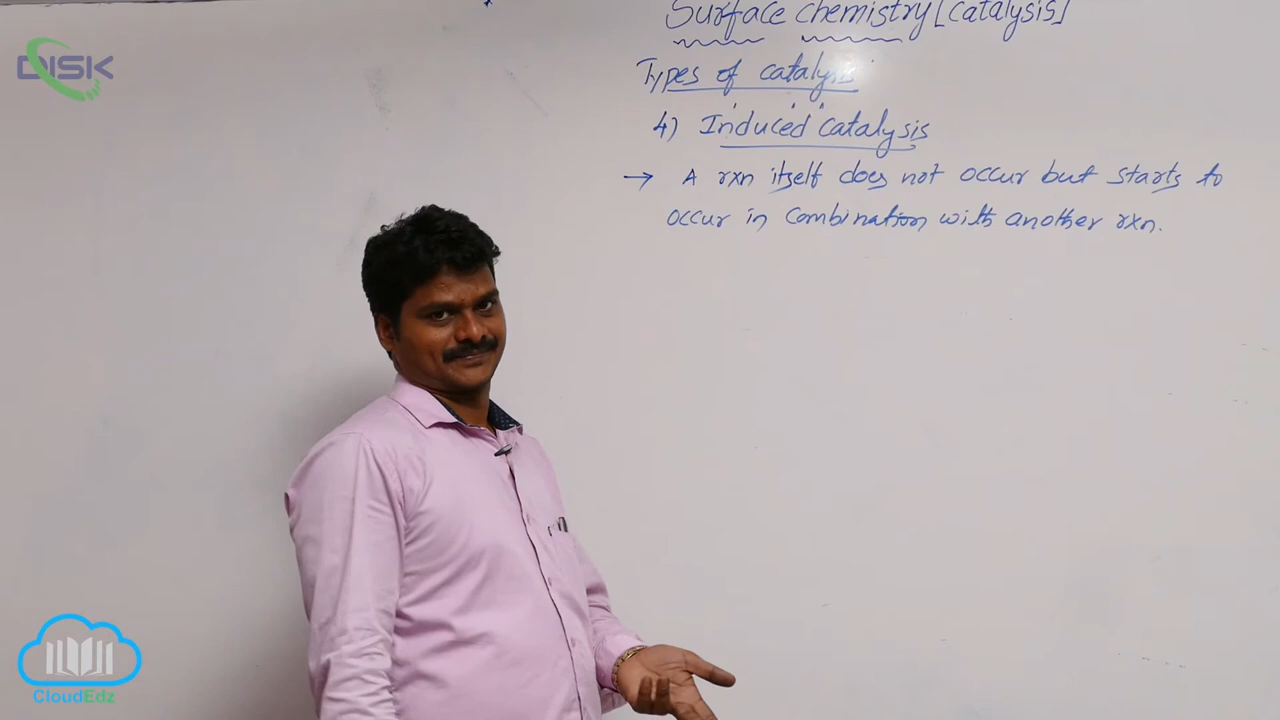 DISK
Surface chemistry [catalysis]
Types of catalysis
4) Induced catalysis
→ A rxn itself does not occur but starts to
occur in combination with another rxn.
CloudEdz